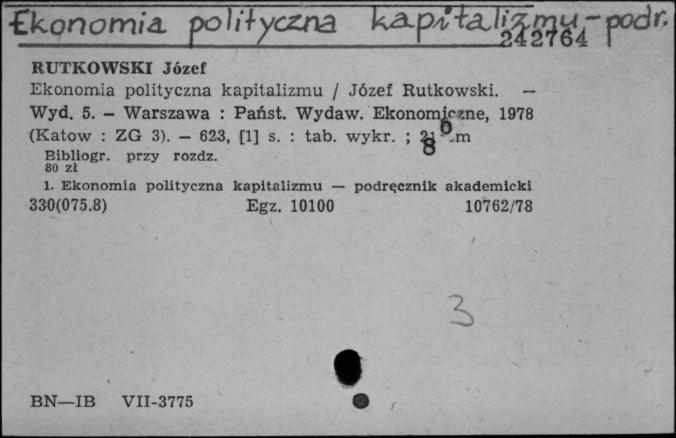 Ekonomia polityczna kapitalizmu - podr.
242764
RUTKOWSKI Józef
Ekonomia polityczna kapitalizmu / Józef Rutkowski. —
Wyd. 5. — Warszawa : Państ. Wydaw. Ekonomiczne, 1978
(Katow : ZG 3). — 623, [1] s. : tab. wykr. ;
Bibliogr. przy rozdz.
80 zł
1. Ekonomia polityczna kapitalizmu — podręcznik akademicki
330(075.8) Egz. 10100 10762/78
3
BN—IB VII-3775